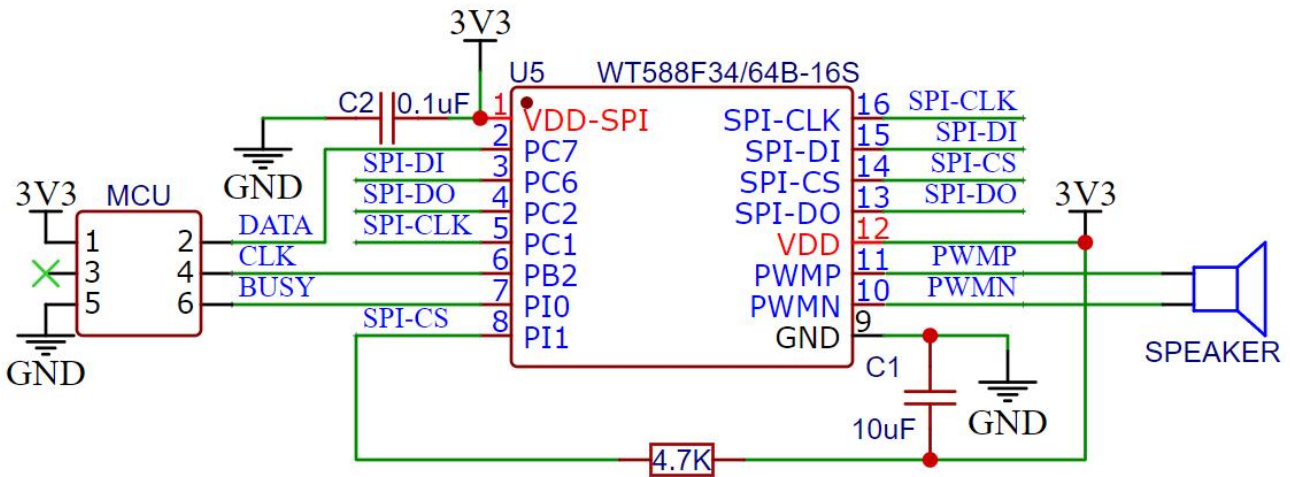 3V3
U5 WT588F34/64B-16S
C2 0.1uF
1 VDD-SPI
2 PC7
3 PC6
4 PC2
5 PC1
6 PB2
7 PI0
8 PI1
SPI-CLK 16 SPI-CLK
SPI-DI 15 SPI-DI
SPI-CS 14 SPI-CS
SPI-DO 13 SPI-DO
VDD 12
PWMP 11 PWMP
PWMN 10 PWMN
GND 9
GND
SPI-DI
SPI-DO
SPI-CLK
SPI-CS
3V3
MCU
1 2 DATA
3 4 CLK
5 6 BUSY
GND
3V3
SPEAKER
C1
10uF
GND
4.7K